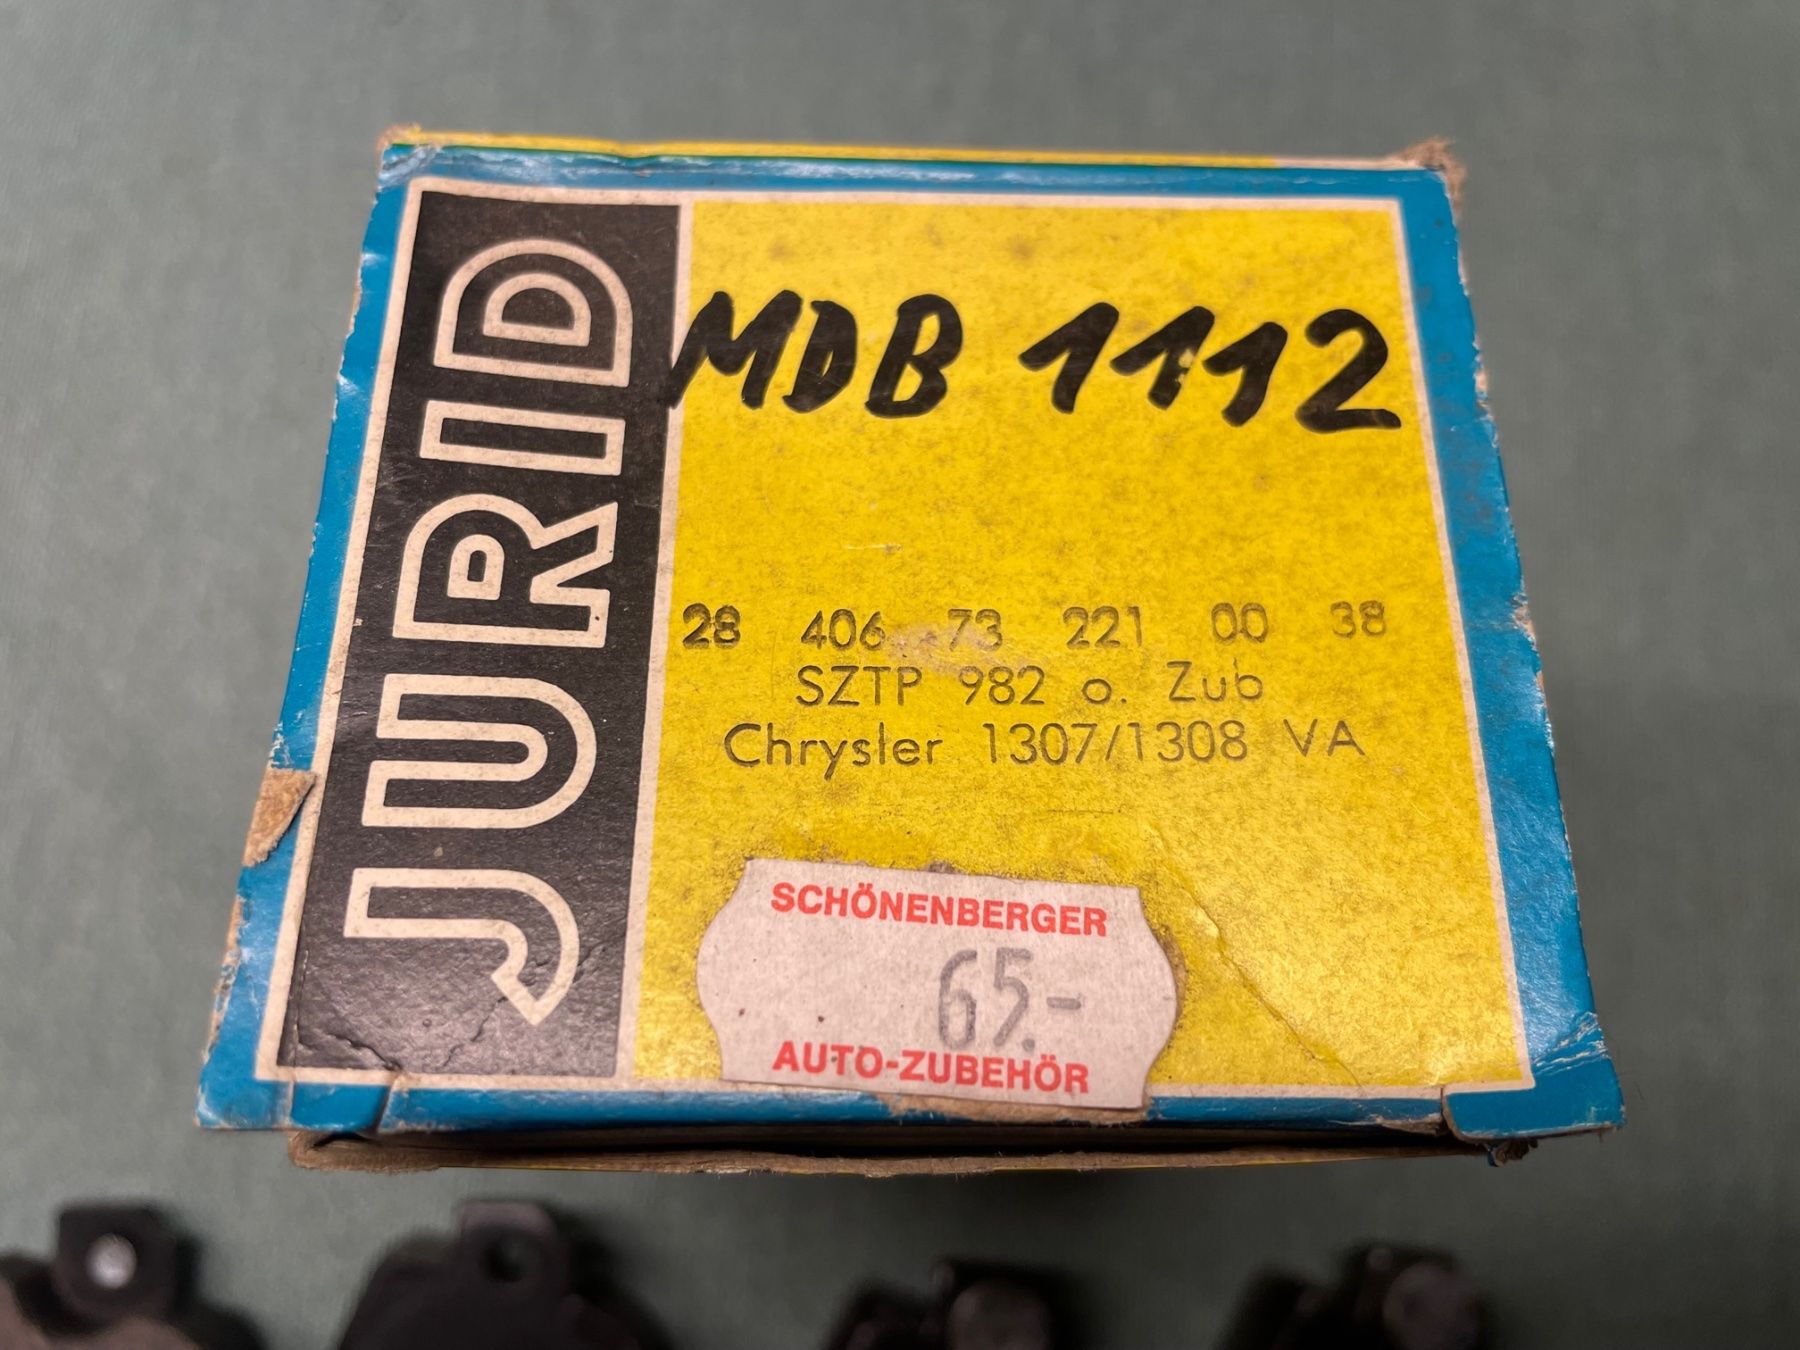 JURID
MDB 1112
28 406 73 221 00 38
SZTP 982 o. Zub
Chrysler 1307/1308 VA
SCHÖNENBERGER
65.-
AUTO-ZUBEHÖR